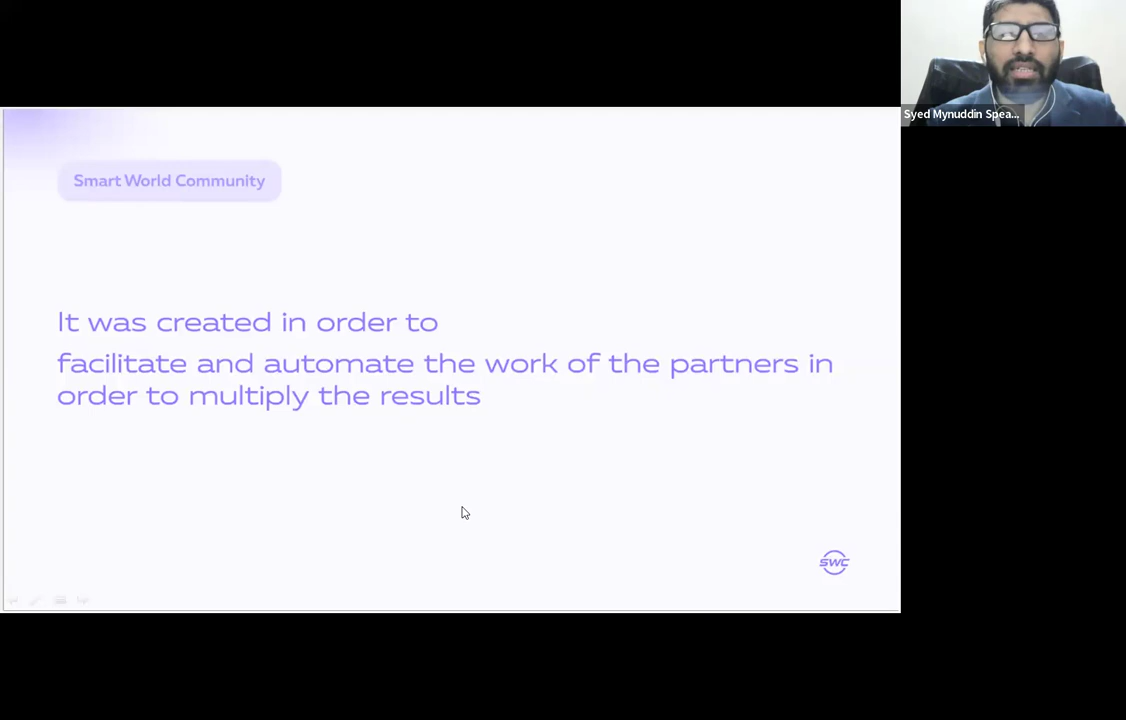 Syed Mynuddin Spea...
Smart World Community
It was created in order to
facilitate and automate the work of the partners in
order to multiply the results
SWC